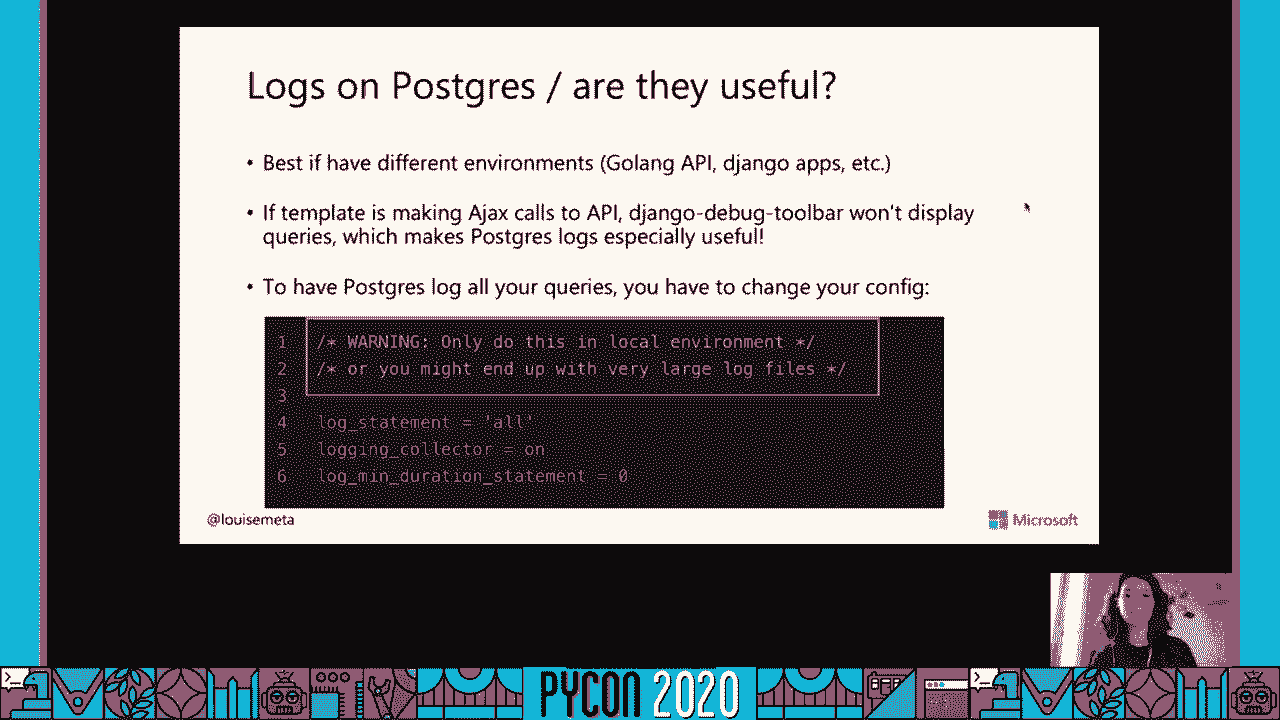 Logs on Postgres / are they useful?
• Best if have different environments (Golang API, django apps, etc.)
• If template is making Ajax calls to API, django-debug-toolbar won't display
queries, which makes Postgres logs especially useful!
• To have Postgres log all your queries, you have to change your config:
1 /* WARNING: Only do this in local environment */
2 /* or you might end up with very large log files */
3
4 log_statement = 'all'
5 logging_collector = on
6 log_min_duration_statement = 0
@louisemeta
Microsoft
PYCON 2020